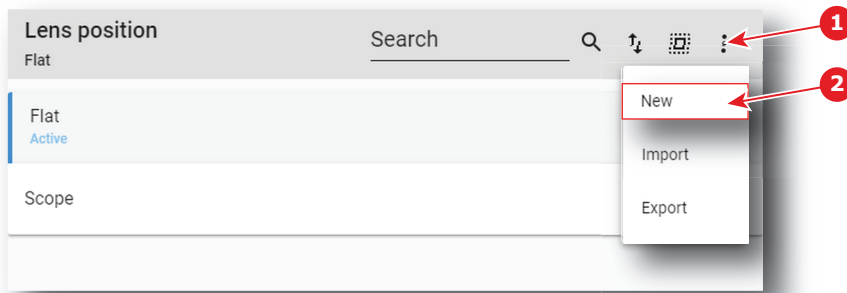 Lens position
Flat
Search
1
2
New
Flat
Active
Import
Scope
Export